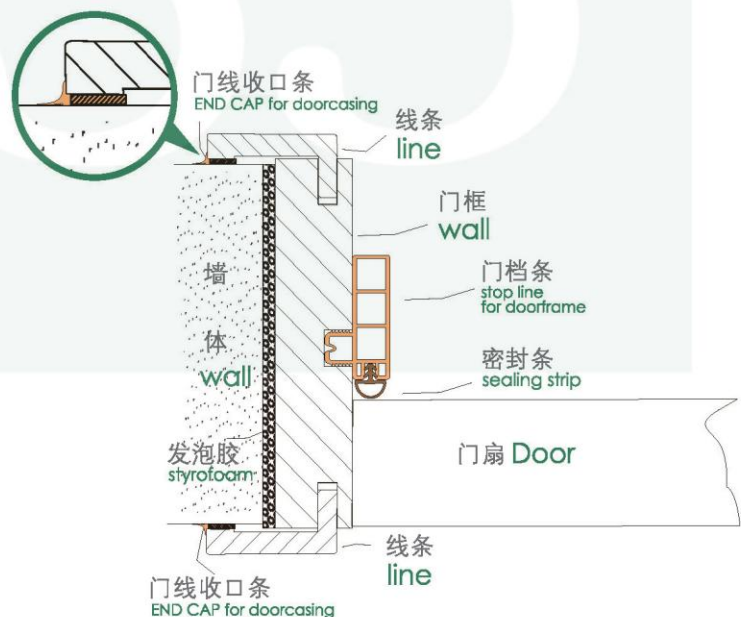 门线收口条
END CAP for doorcasing
线条
line
门框
wall
门档条
stop line
for doorframe
墙
体
wall
密封条
sealing strip
发泡胶
styrofoam
门扇 Door
线条
line
门线收口条
END CAP for doorcasing